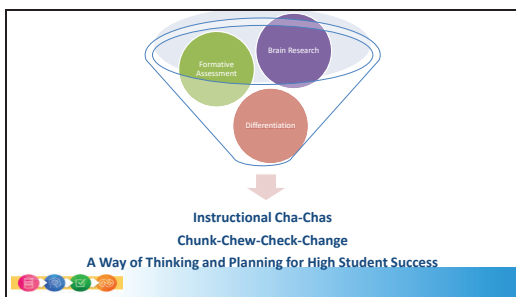 Brain Research
Formative
Assessment
Differentiation
Instructional Cha-Chas
Chunk-Chew-Check-Change
A Way of Thinking and Planning for High Student Success